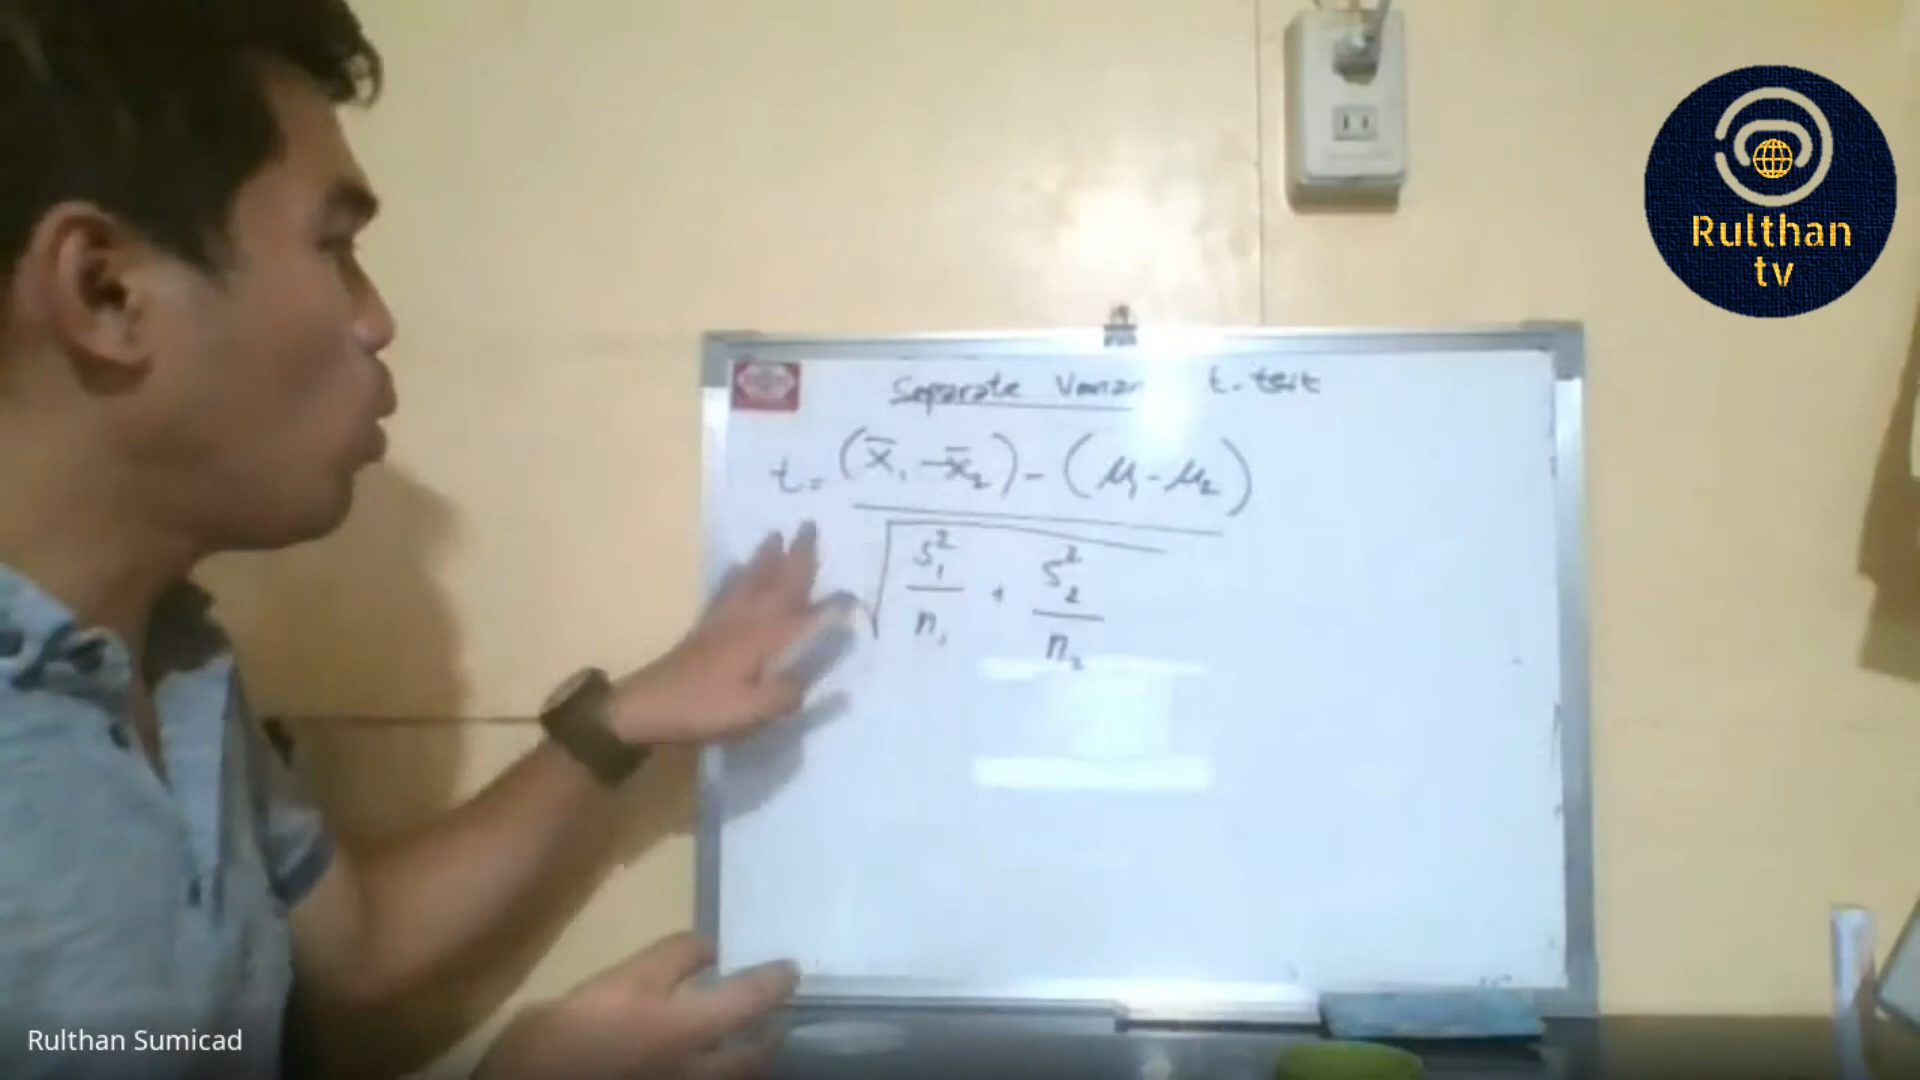 Rulthan
tv
Separate t-test
t = (x̄₁ - x̄₂) - (μ₁ - μ₂)
√ s₁²/n₁ + s₂²/n₂
Rulthan Sumicad